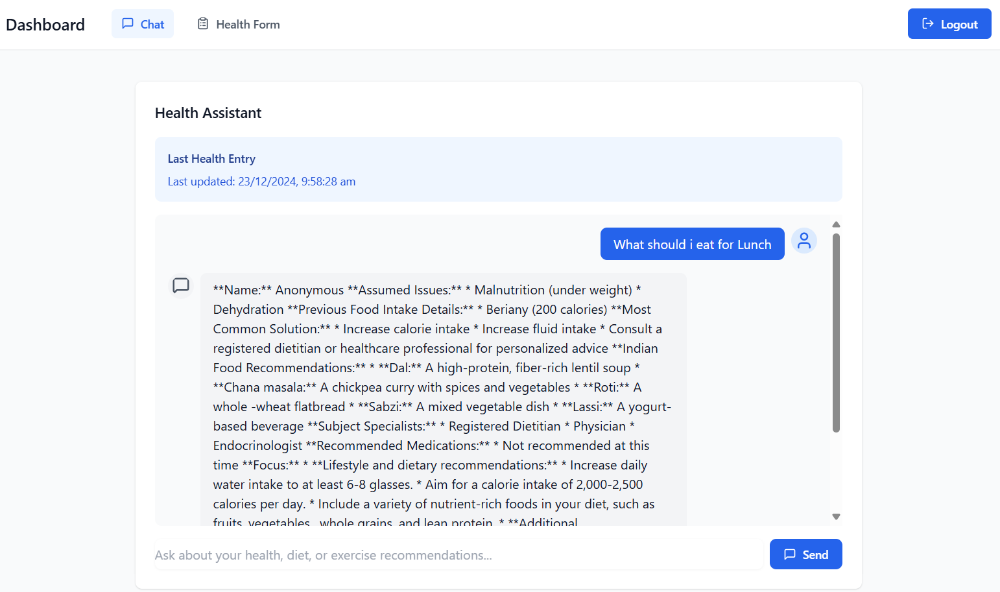 Dashboard
Chat
Health Form
Logout
Health Assistant
Last Health Entry
Last updated: 23/12/2024, 9:58:28 am
What should i eat for Lunch
**Name:** Anonymous **Assumed Issues:** * Malnutrition (under weight) *
Dehydration **Previous Food Intake Details:** * Beriany (200 calories) **Most
Common Solution:** * Increase calorie intake * Increase fluid intake * Consult a
registered dietitian or healthcare professional for personalized advice **Indian
Food Recommendations:** * **Dal:** A high-protein, fiber-rich lentil soup *
**Chana masala:** A chickpea curry with spices and vegetables * **Roti:** A
whole -wheat flatbread * **Sabzi:** A mixed vegetable dish * **Lassi:** A yogurt-
based beverage **Subject Specialists:** * Registered Dietitian * Physician *
Endocrinologist **Recommended Medications:** * Not recommended at this
time **Focus:** * **Lifestyle and dietary recommendations:** * Increase daily
water intake to at least 6-8 glasses. * Aim for a calorie intake of 2,000-2,500
calories per day. * Include a variety of nutrient-rich foods in your diet, such as
fruits, vegetables, whole grains, and lean protein. * **Additional
Ask about your health, diet, or exercise recommendations...
Send